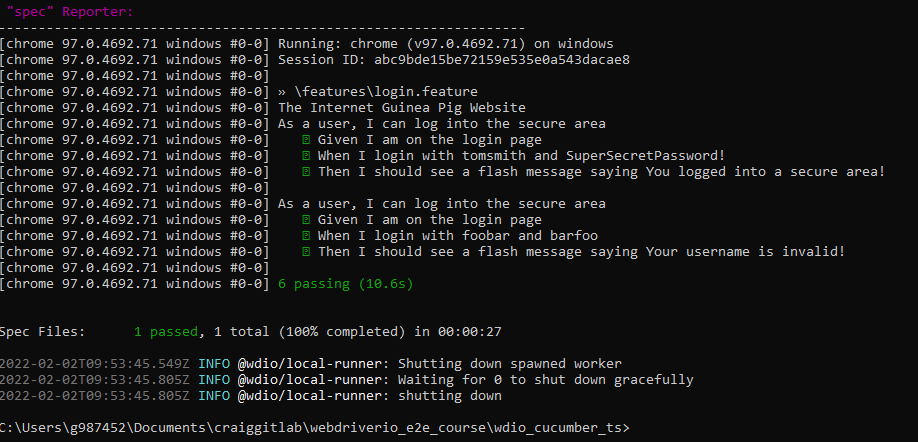 "spec" Reporter:
------------------------------------------------------------------
[chrome 97.0.4692.71 windows #0-0] Running: chrome (v97.0.4692.71) on windows
[chrome 97.0.4692.71 windows #0-0] Session ID: abc9bde15be72159e535e0a543dacae8
[chrome 97.0.4692.71 windows #0-0]
[chrome 97.0.4692.71 windows #0-0] » \features\login.feature
[chrome 97.0.4692.71 windows #0-0] The Internet Guinea Pig Website
[chrome 97.0.4692.71 windows #0-0] As a user, I can log into the secure area
[chrome 97.0.4692.71 windows #0-0]    ⍰ Given I am on the login page
[chrome 97.0.4692.71 windows #0-0]    ⍰ When I login with tomsmith and SuperSecretPassword!
[chrome 97.0.4692.71 windows #0-0]    ⍰ Then I should see a flash message saying You logged into a secure area!
[chrome 97.0.4692.71 windows #0-0]
[chrome 97.0.4692.71 windows #0-0] As a user, I can log into the secure area
[chrome 97.0.4692.71 windows #0-0]    ⍰ Given I am on the login page
[chrome 97.0.4692.71 windows #0-0]    ⍰ When I login with foobar and barfoo
[chrome 97.0.4692.71 windows #0-0]    ⍰ Then I should see a flash message saying Your username is invalid!
[chrome 97.0.4692.71 windows #0-0]
[chrome 97.0.4692.71 windows #0-0] 6 passing (10.6s)
Spec Files:      1 passed, 1 total (100% completed) in 00:00:27
2022-02-02T09:53:45.549Z INFO @wdio/local-runner: Shutting down spawned worker
2022-02-02T09:53:45.805Z INFO @wdio/local-runner: Waiting for 0 to shut down gracefully
2022-02-02T09:53:45.805Z INFO @wdio/local-runner: shutting down
C:\Users\g987452\Documents\craiggitlab\webdriverio_e2e_course\wdio_cucumber_ts>